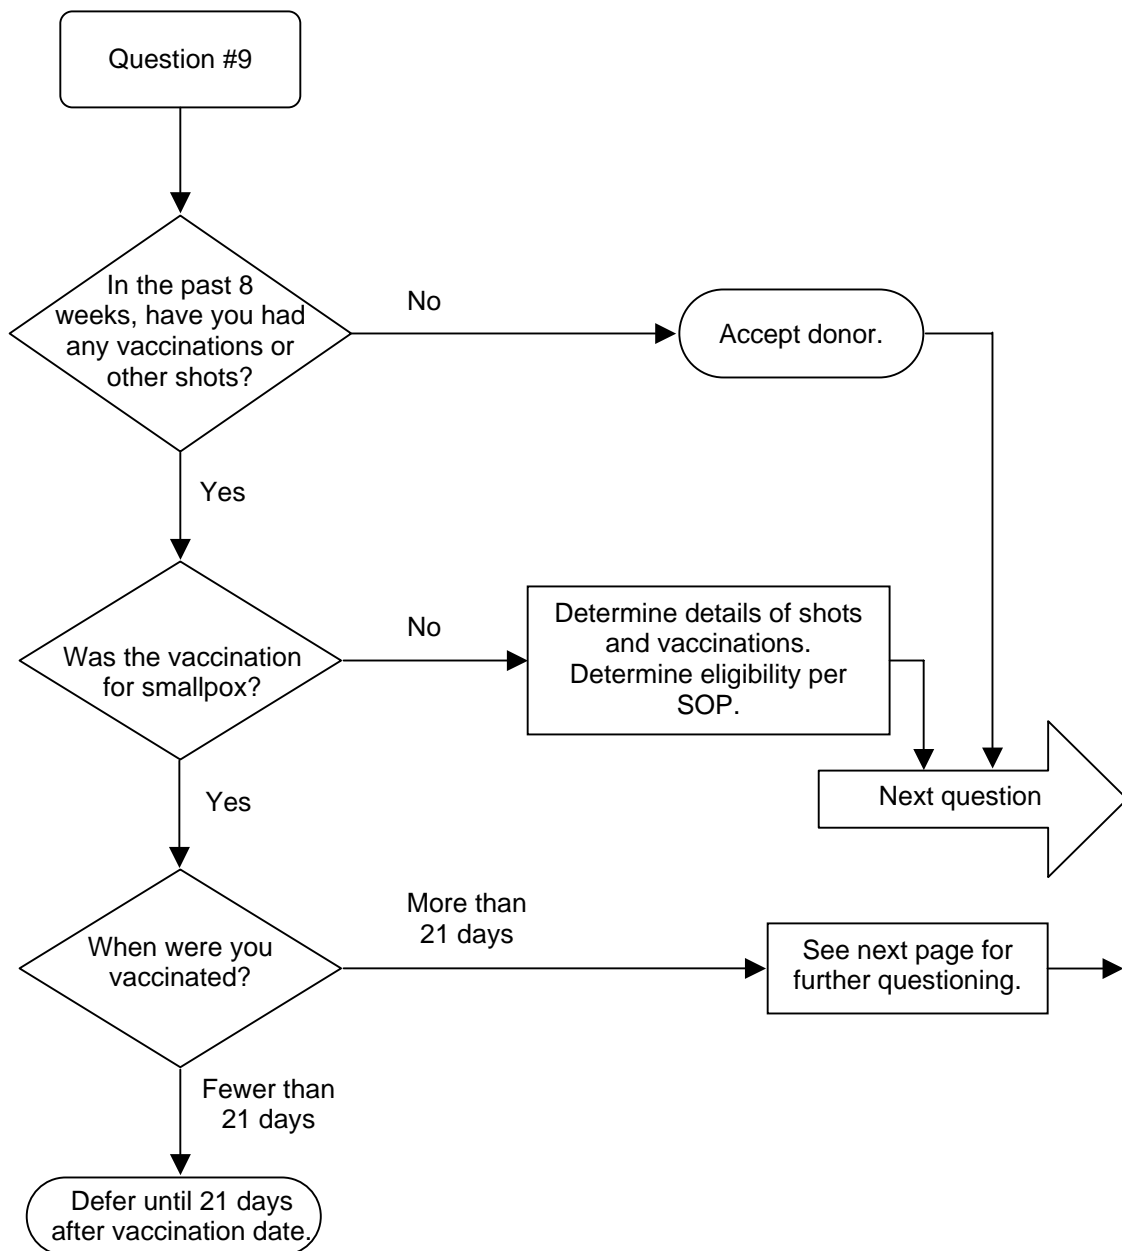 Question #9
In the past 8
weeks, have you had
any vaccinations or
other shots?
No
Accept donor.
Yes
Was the vaccination
for smallpox?
No
Determine details of shots
and vaccinations.
Determine eligibility per
SOP.
Next question
Yes
When were you
vaccinated?
More than
21 days
See next page for
further questioning.
Fewer than
21 days
Defer until 21 days
after vaccination date.